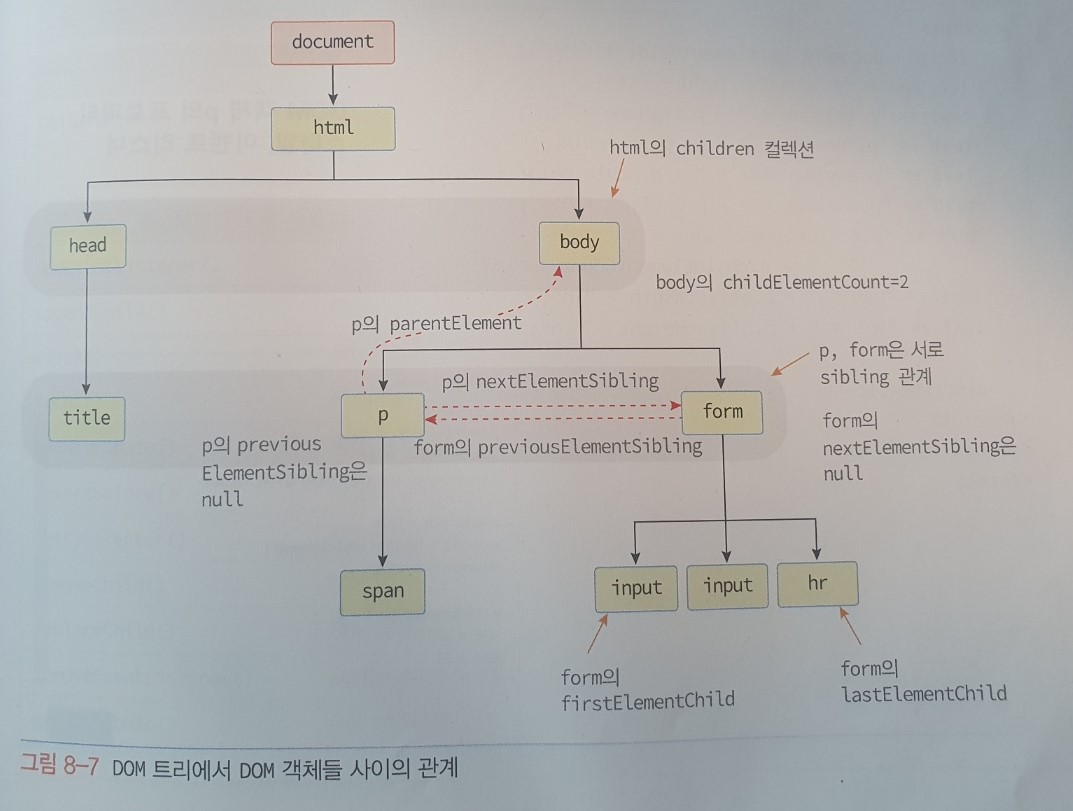 document
html
html의 children 컬렉션
head
body
body의 childElementCount=2
p의 parentElement
p, form은 서로
sibling 관계
p의 nextElementSibling
title
p
form
form의
nextElementSibling은
null
form의 previousElementSibling
p의 previous
ElementSibling은
null
span
input
input
hr
form의
firstElementChild
form의
lastElementChild
그림 8-7 DOM 트리에서 DOM 객체들 사이의 관계